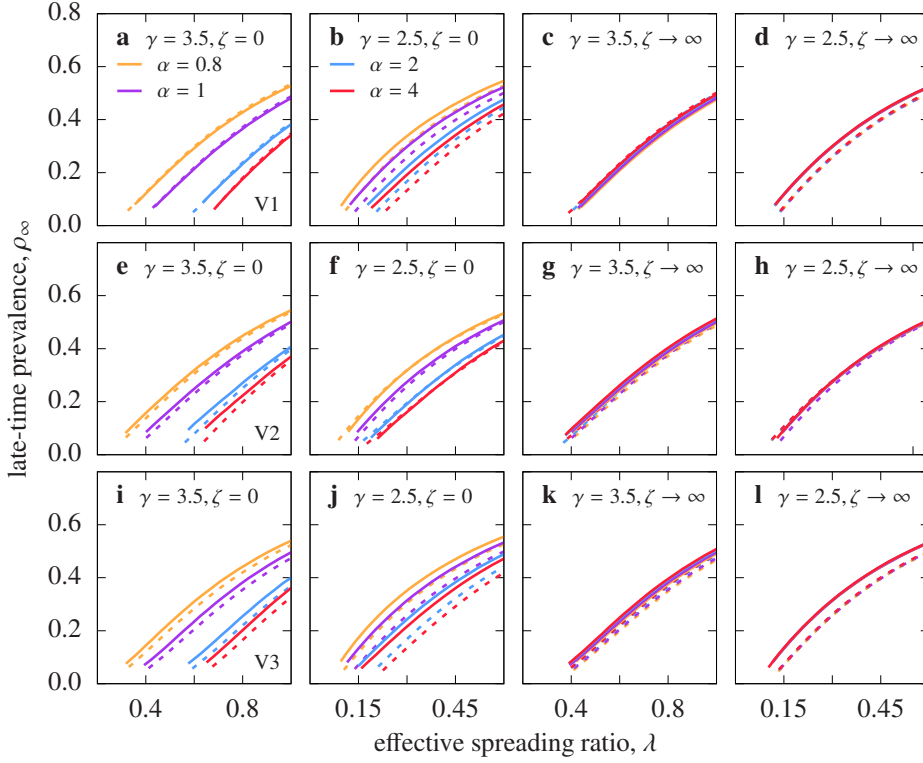 0.8
0.6
0.4
0.2
0.0
a γ = 3.5, ζ = 0
α = 0.8
α = 1
V1
b γ = 2.5, ζ = 0
α = 2
α = 4
c γ = 3.5, ζ → ∞
d γ = 2.5, ζ → ∞
late-time prevalence, ρ∞
0.6
0.4
0.2
0.0
e γ = 3.5, ζ = 0
V2
f γ = 2.5, ζ = 0
g γ = 3.5, ζ → ∞
h γ = 2.5, ζ → ∞
0.6
0.4
0.2
0.0
i γ = 3.5, ζ = 0
V3
j γ = 2.5, ζ = 0
k γ = 3.5, ζ → ∞
l γ = 2.5, ζ → ∞
0.4 0.8 0.15 0.45 0.4 0.8 0.15 0.45
effective spreading ratio, λ